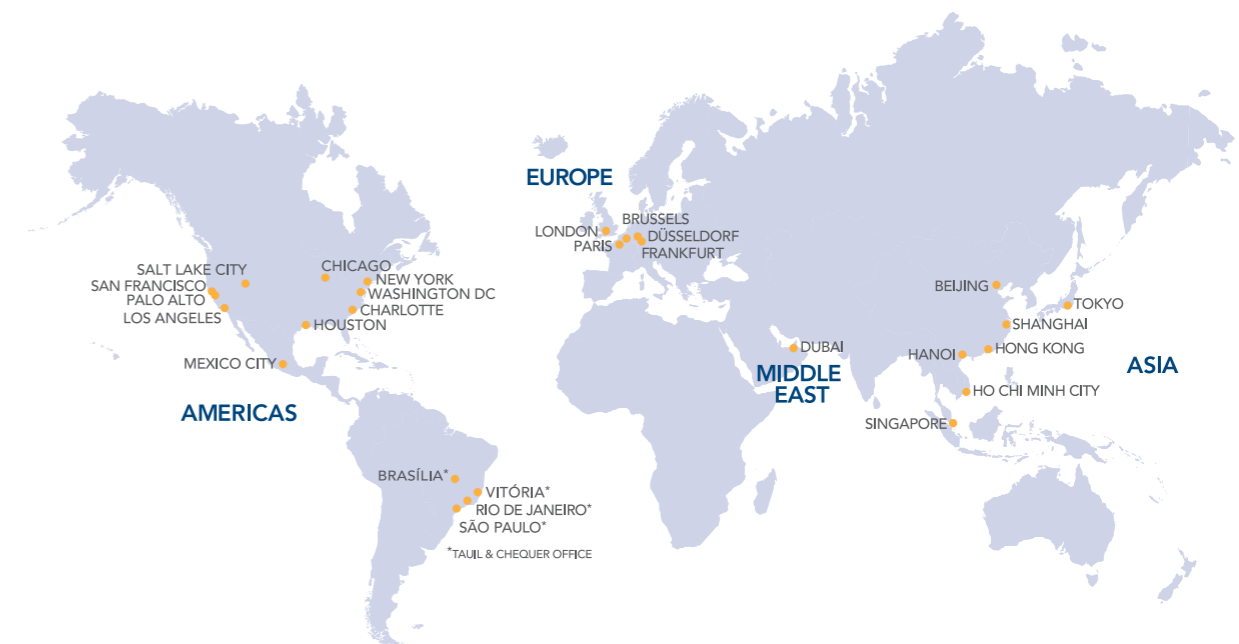 AMERICAS
SALT LAKE CITY
SAN FRANCISCO
PALO ALTO
LOS ANGELES
CHICAGO
NEW YORK
WASHINGTON DC
CHARLOTTE
HOUSTON
MEXICO CITY
BRASÍLIA*
VITÓRIA*
RIO DE JANEIRO*
SÃO PAULO*
*TAUIL & CHEQUER OFFICE
EUROPE
LONDON
PARIS
BRUSSELS
DÜSSELDORF
FRANKFURT
MIDDLE
EAST
DUBAI
ASIA
BEIJING
TOKYO
SHANGHAI
HANOI
HONG KONG
HO CHI MINH CITY
SINGAPORE